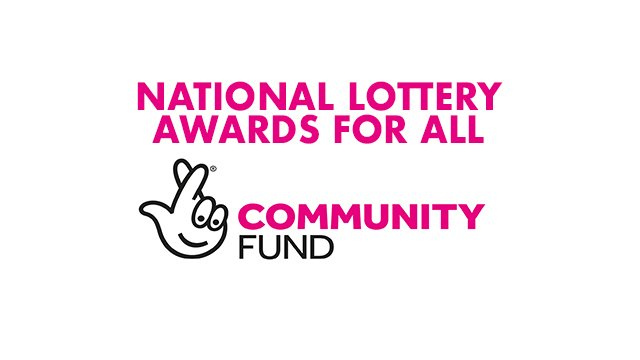 NATIONAL LOTTERY
AWARDS FOR ALL
®
COMMUNITY
FUND